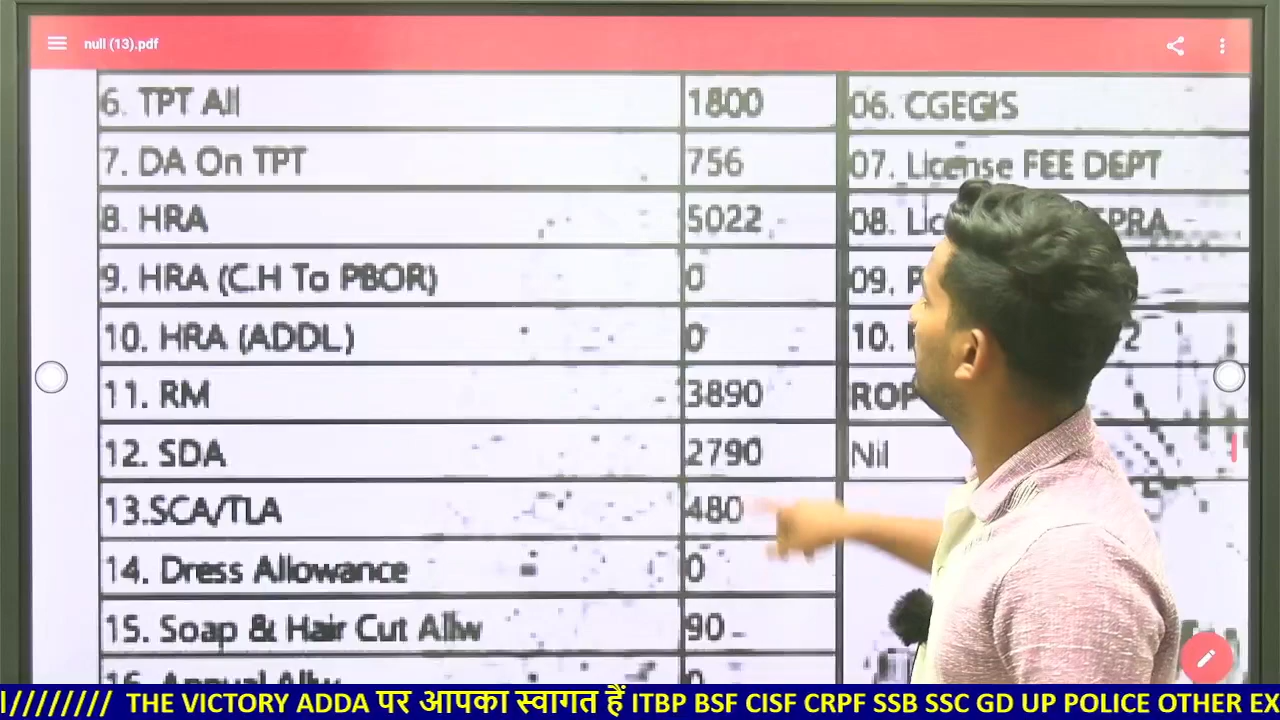 null (13).pdf
6. TPT All 1800 06. CGEGIS
7. DA On TPT 756 07. License FEE DEPT
8. HRA 5022 08.
9. HRA (C.H To PBOR) 0 09.
10. HRA (ADDL) 0 10.
11. RM 3890
12. SDA 2790 Nil
13.SCA/TLA 480
14. Dress Allowance 0
15. Soap & Hair Cut Allw 90
THE VICTORY ADDA पर आपका स्वागत हैं ITBP BSF CISF CRPF SSB SSC GD UP POLICE OTHER EX